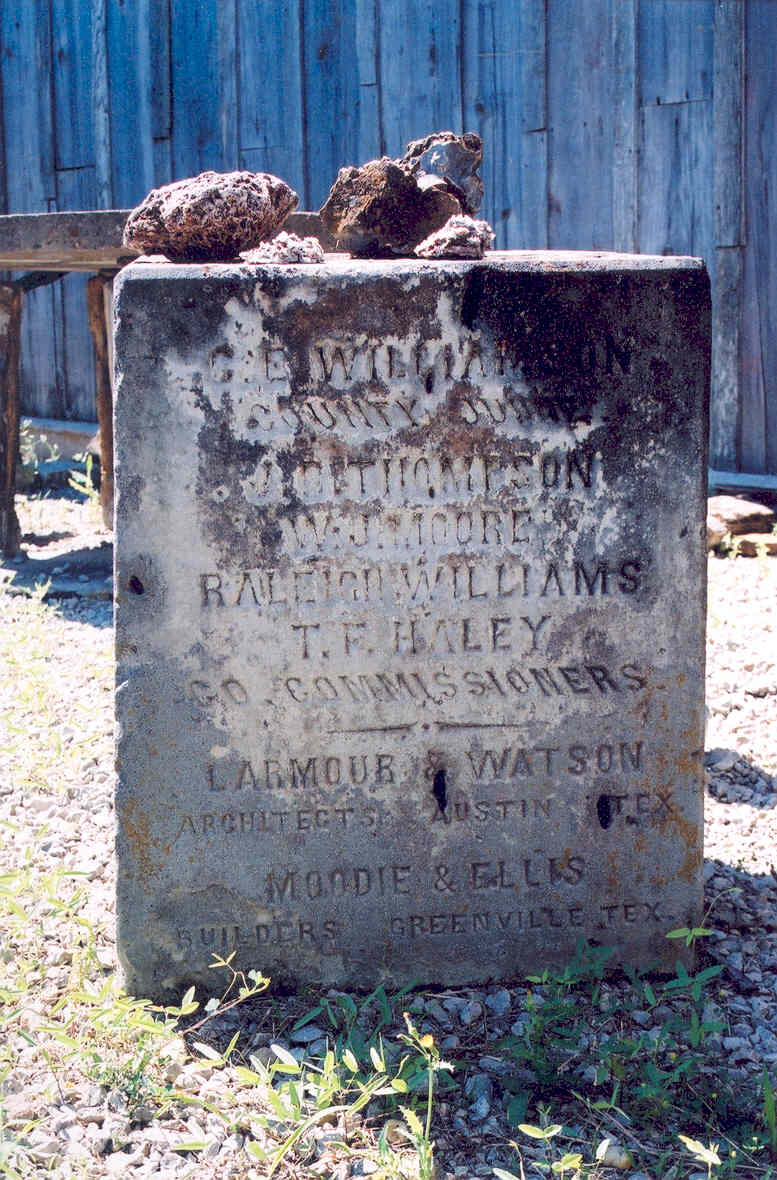 C. E. WILLIAMSON
COUNTY JUDGE
J. C. THOMPSON
W. J. MOORE
RALEIGH WILLIAMS
T. F. HALEY
CO. COMMISSIONERS
LARMOUR & WATSON
ARCHITECTS. AUSTIN TEX.
MOODIE & ELLIS
BUILDERS GREENVILLE TEX.